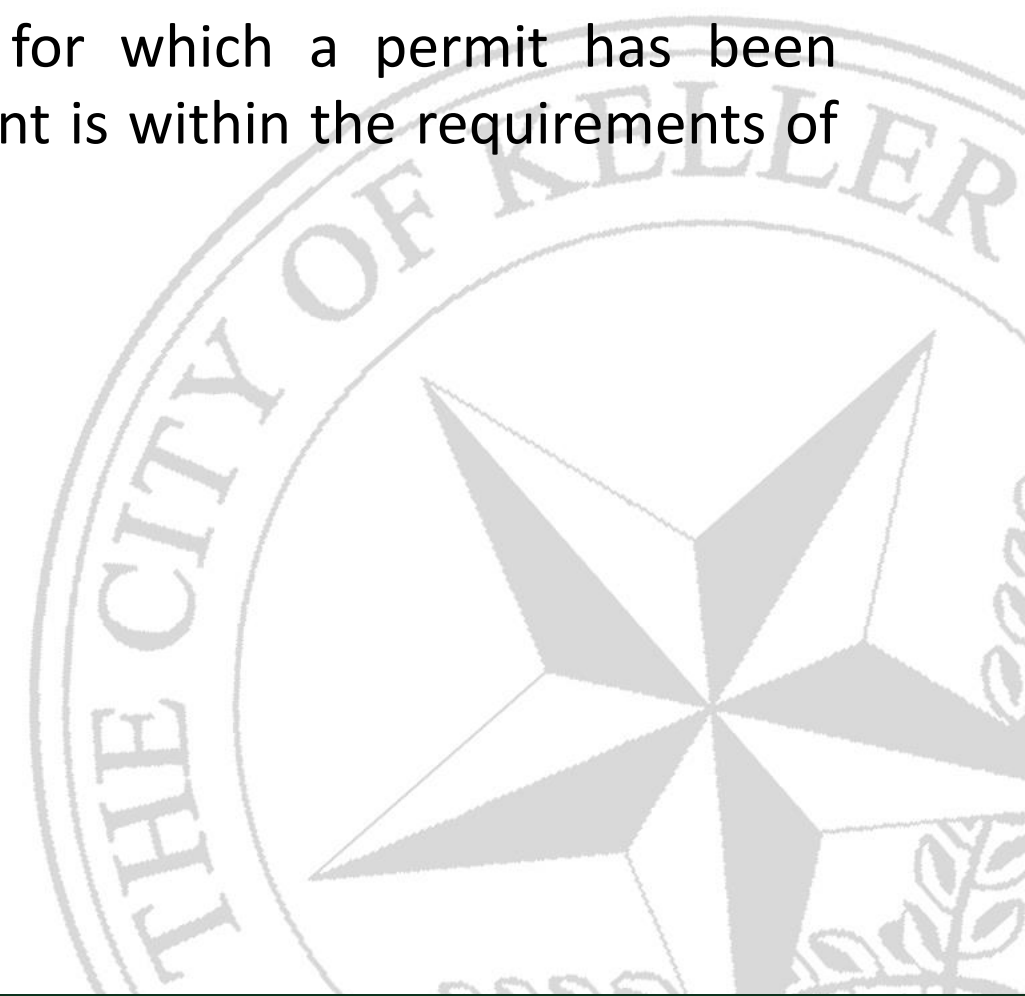 for which a permit has been
nt is within the requirements of
THE CITY OF KELLER